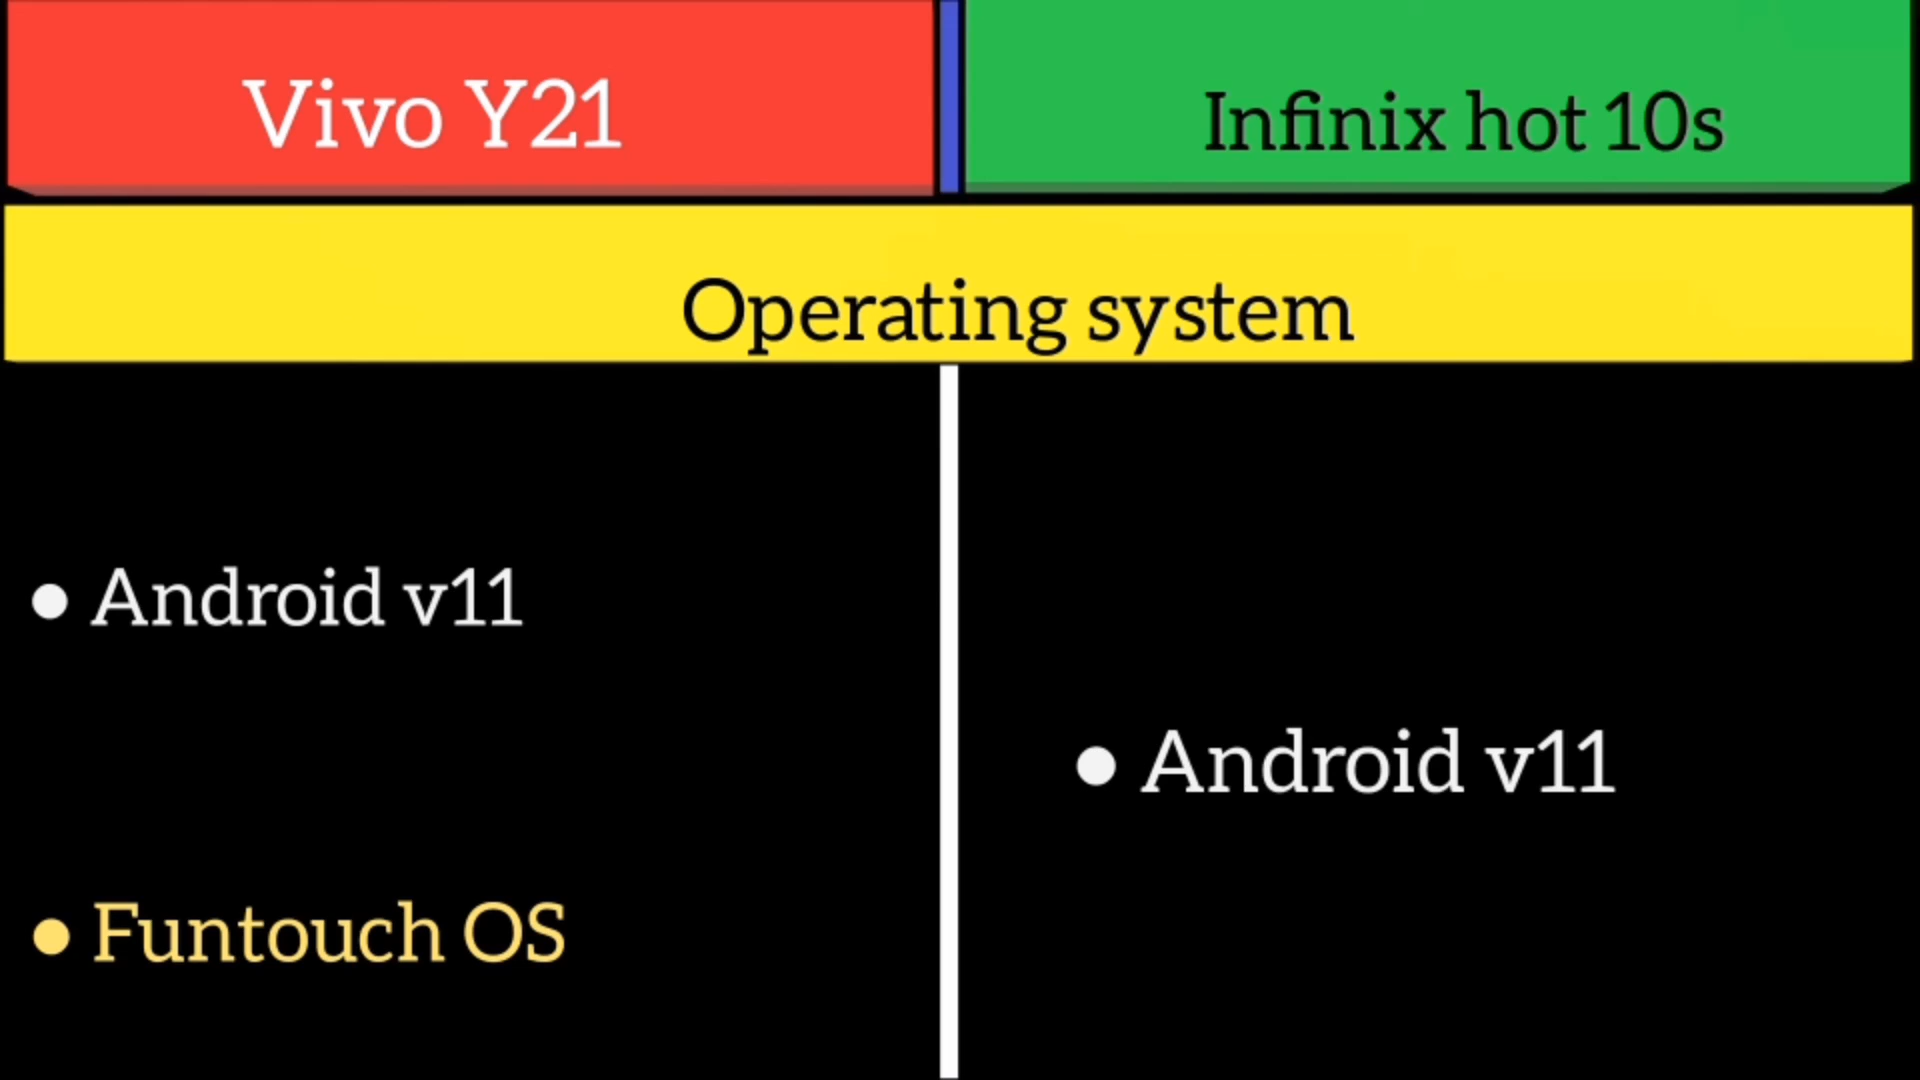 Vivo Y21
Infinix hot 10s
Operating system
• Android v11
• Funtouch OS
• Android v11